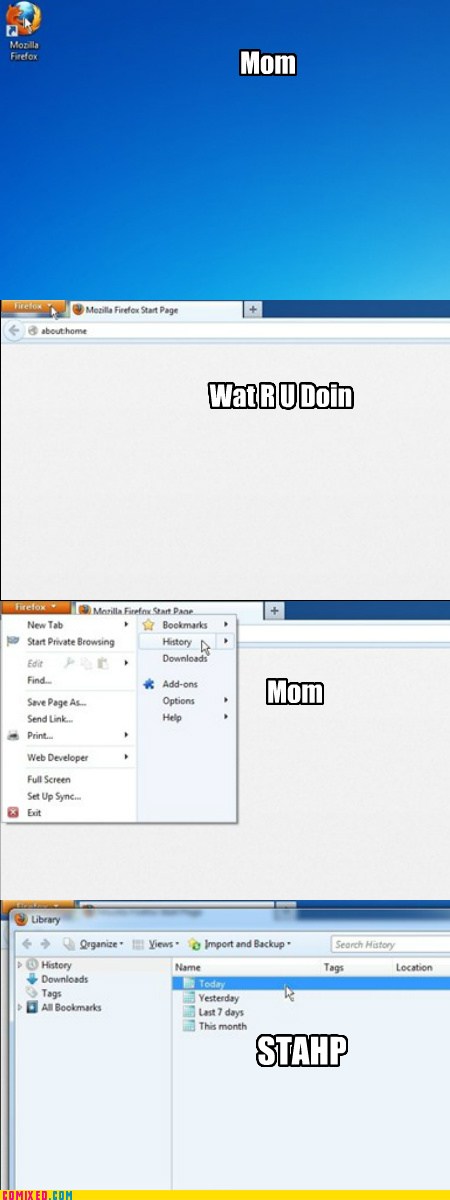 Mozilla
Firefox
Mom
Firefox
Mozilla Firefox Start Page
about:home
Wat R U Doin
Firefox
Mozilla Firefox Start Page
New Tab
Bookmarks
Start Private Browsing
History
Edit
Downloads
Find...
Add-ons
Mom
Save Page As...
Options
Send Link...
Help
Print...
Web Developer
Full Screen
Set Up Sync...
Exit
Library
Organize
Views
Import and Backup
Search History
History
Downloads
Tags
All Bookmarks
Name
Tags
Location
Today
Yesterday
Last 7 days
This month
STAHP
COMIXED.COM